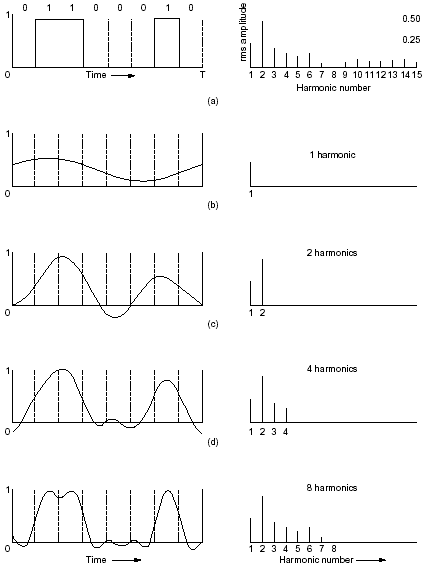 0 1 1 0 0 0 1 0
1
0
Time
T
rms amplitude
0.50
0.25
1 2 3 4 5 6 7 8 9 10 11 12 13 14 15
Harmonic number
(a)
1
0
(b)
1 harmonic
1
1
0
(c)
2 harmonics
1 2
1
0
(d)
4 harmonics
1 2 3 4
1
0
Time
8 harmonics
1 2 3 4 5 6 7 8
Harmonic number